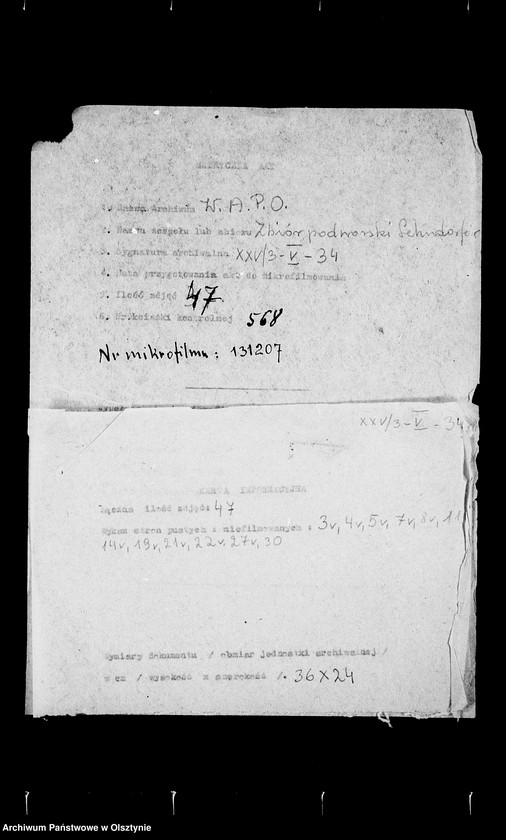 METRYCZKA AKT
1. Nazwa Archiwum W. A. P. O.
2. Nazwa zespołu lub zbioru Zbiór podworski Lehndorfer
3. Sygnatura archiwalna XXV/3-V-34
4. Data przygotowania akt do mikrofilmowania
5. Ilość zdjęć 47
6. Nr książki kontrolnej 568
Nr mikrofilmu: 131207
XXV/3-V-34
KARTA INFORMACYJNA
Łączna ilość zdjęć: 47
Wykaz stron pustych i niefilmowanych : 3v, 4v, 5v, 7v, 8v, 11
14v, 19v, 21v, 22v, 27v, 30
Wymiary dokumentu / obmiar jednostki archiwalnej /
w cm / wysokość x szerokość /. 36x24
Archiwum Państwowe w Olsztynie